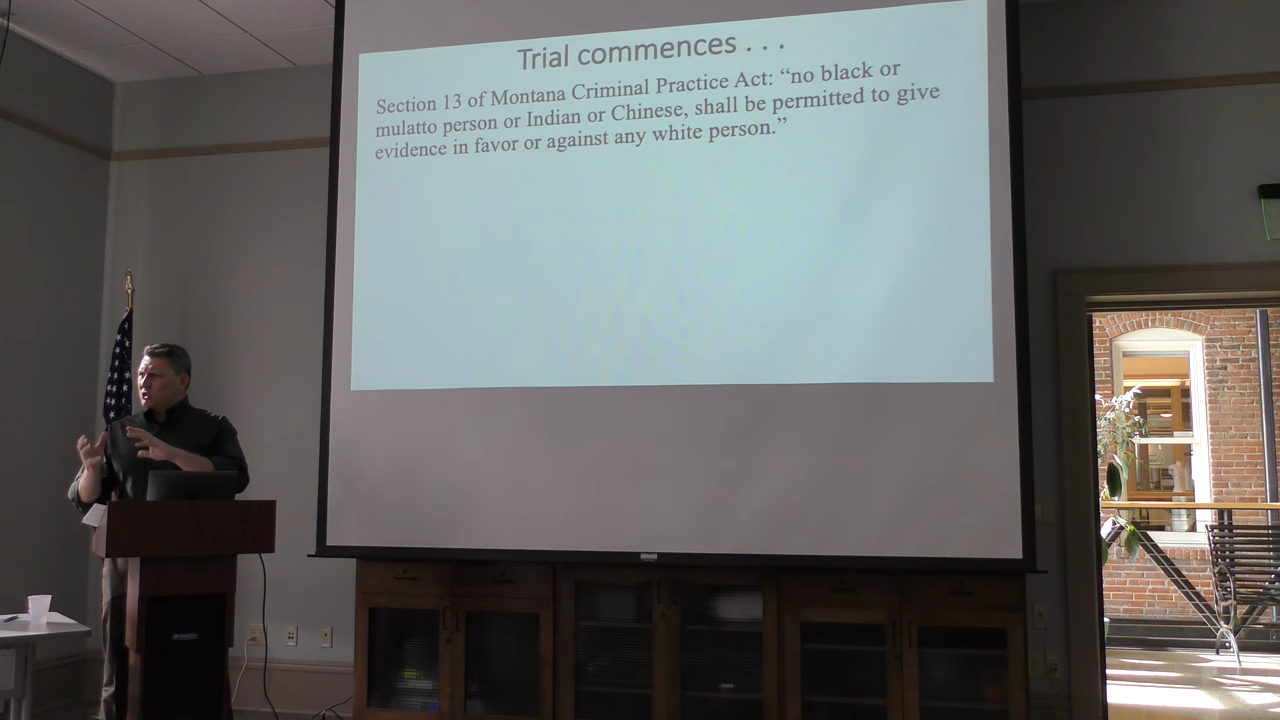 Trial commences . . .
Section 13 of Montana Criminal Practice Act: “no black or
mulatto person or Indian or Chinese, shall be permitted to give
evidence in favor or against any white person.”